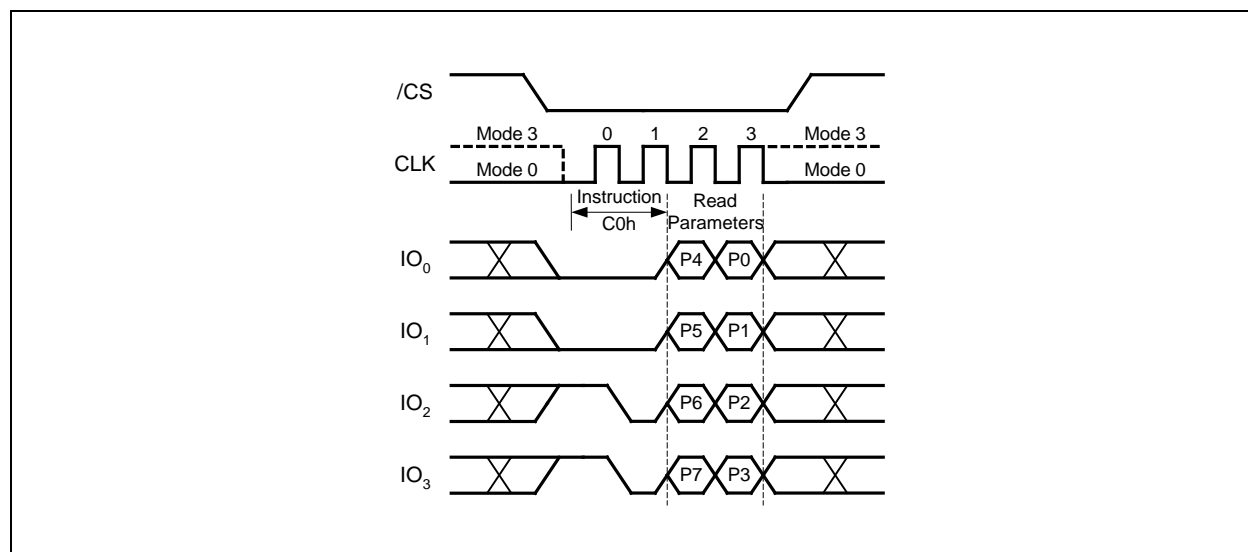 /CS
Mode 3 0 1 2 3 Mode 3
CLK Mode 0 Mode 0
Instruction Read
C0h Parameters
IO0 P4 P0
IO1 P5 P1
IO2 P6 P2
IO3 P7 P3